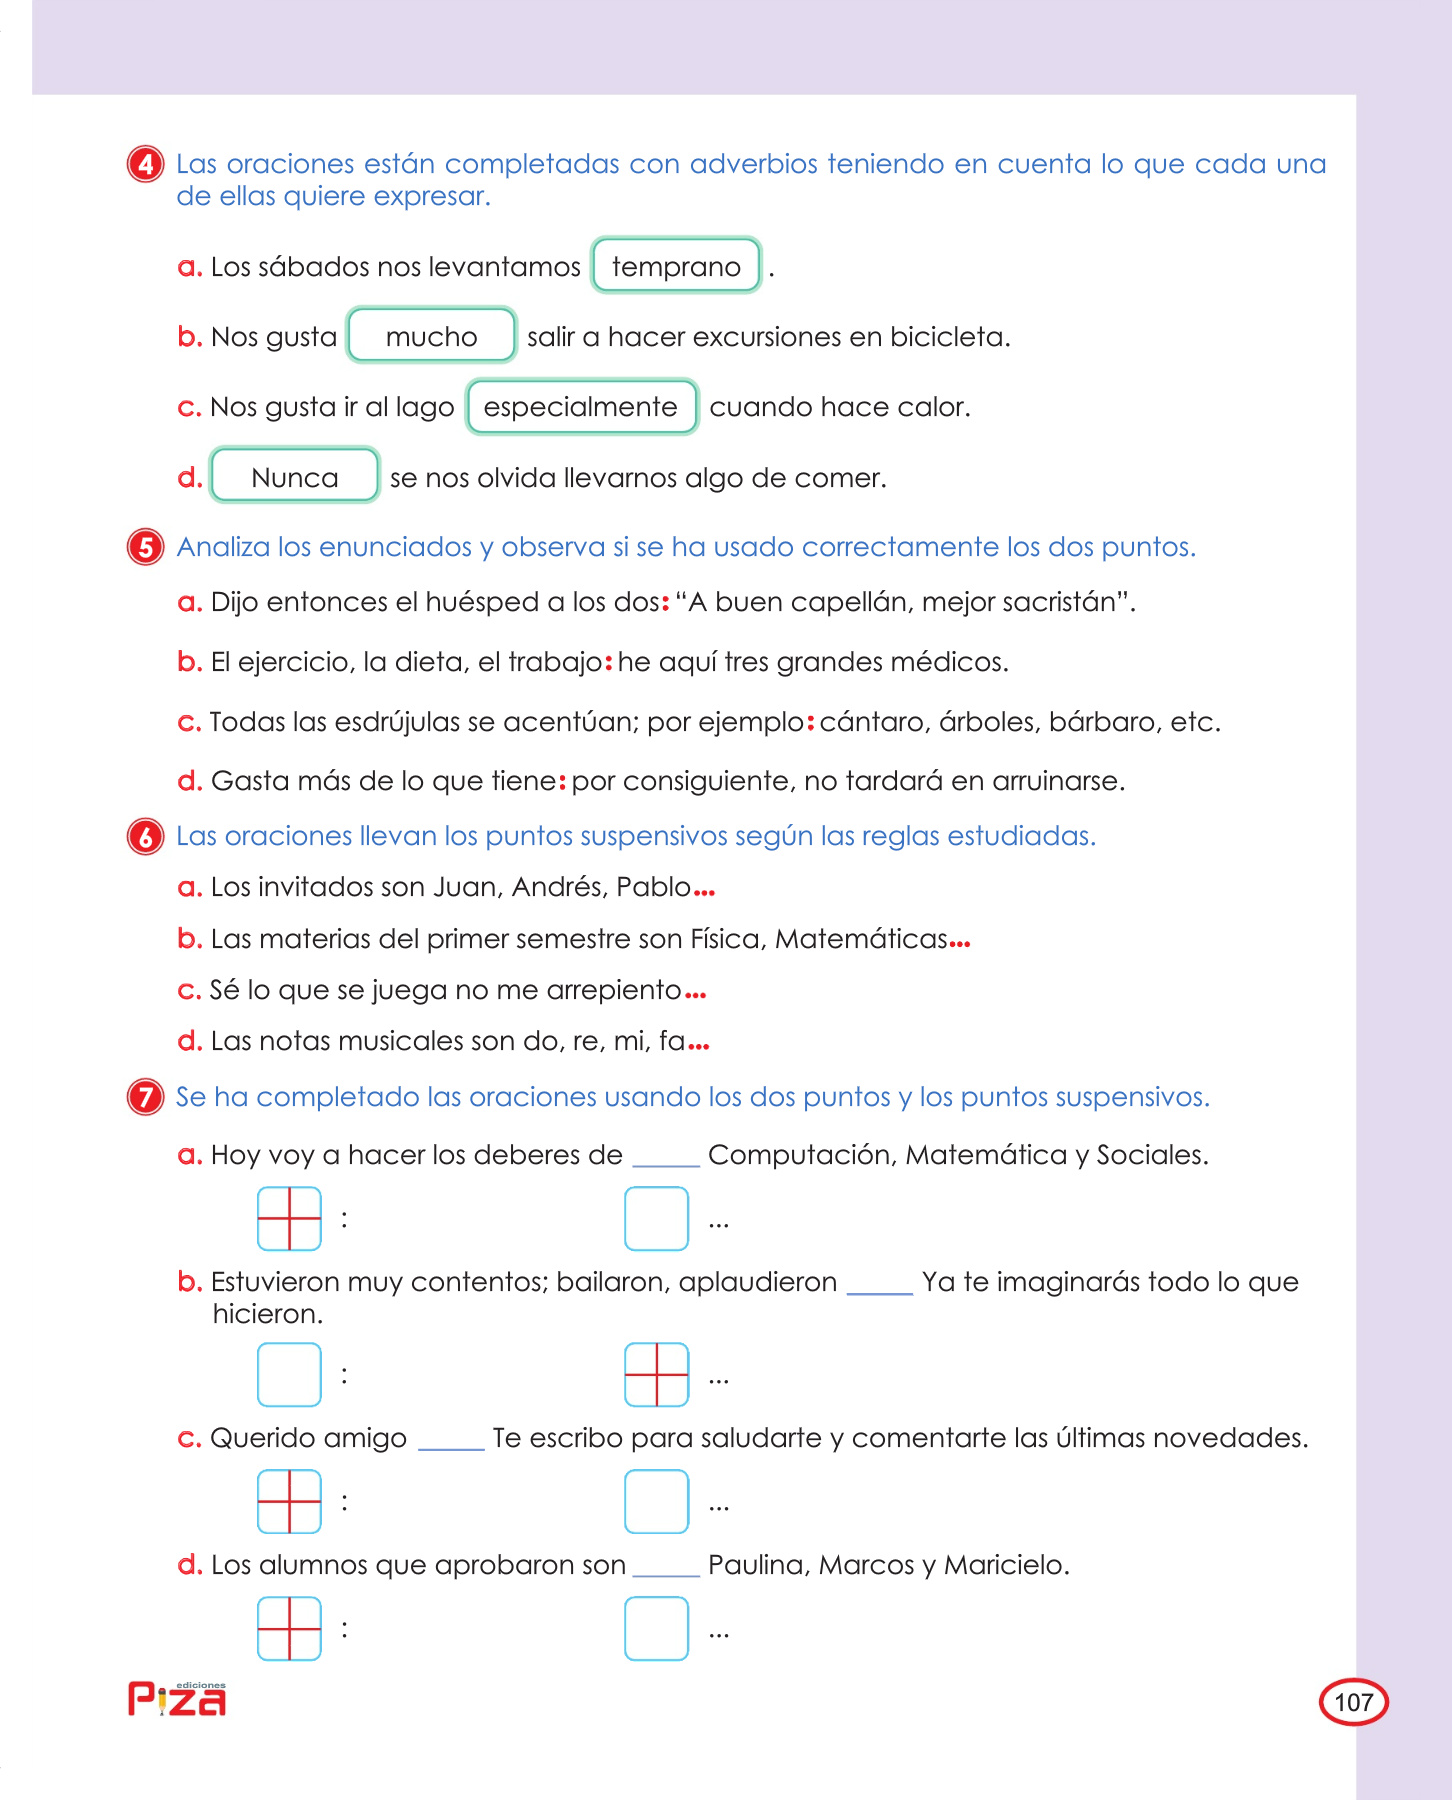 4 Las oraciones están completadas con adverbios teniendo en cuenta lo que cada una
de ellas quiere expresar.
a. Los sábados nos levantamos temprano .
b. Nos gusta mucho salir a hacer excursiones en bicicleta.
c. Nos gusta ir al lago especialmente cuando hace calor.
d. Nunca se nos olvida llevarnos algo de comer.
5 Analiza los enunciados y observa si se ha usado correctamente los dos puntos.
a. Dijo entonces el huésped a los dos: “A buen capellán, mejor sacristán”.
b. El ejercicio, la dieta, el trabajo: he aquí tres grandes médicos.
c. Todas las esdrújulas se acentúan; por ejemplo: cántaro, árboles, bárbaro, etc.
d. Gasta más de lo que tiene: por consiguiente, no tardará en arruinarse.
6 Las oraciones llevan los puntos suspensivos según las reglas estudiadas.
a. Los invitados son Juan, Andrés, Pablo...
b. Las materias del primer semestre son Física, Matemáticas...
c. Sé lo que se juega no me arrepiento...
d. Las notas musicales son do, re, mi, fa...
7 Se ha completado las oraciones usando los dos puntos y los puntos suspensivos.
a. Hoy voy a hacer los deberes de _____ Computación, Matemática y Sociales.
: ...
b. Estuvieron muy contentos; bailaron, aplaudieron _____ Ya te imaginarás todo lo que
hicieron.
: ...
c. Querido amigo _____ Te escribo para saludarte y comentarte las últimas novedades.
: ...
d. Los alumnos que aprobaron son _____ Paulina, Marcos y Maricielo.
: ...
ediciones
Piza
107